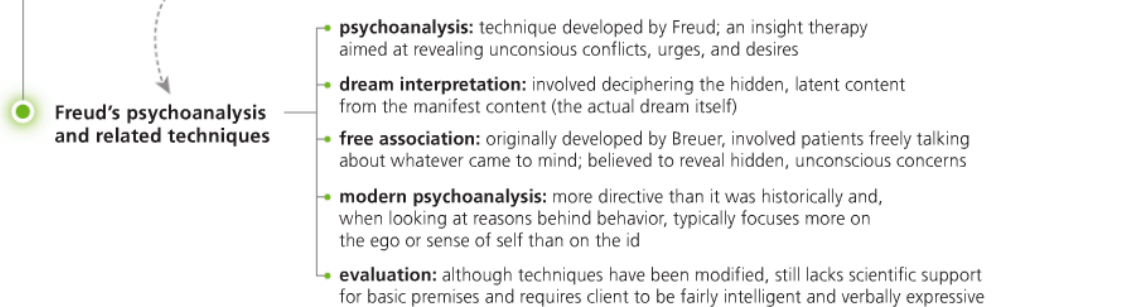 psychoanalysis: technique developed by Freud; an insight therapy
aimed at revealing unconsious conflicts, urges, and desires
dream interpretation: involved deciphering the hidden, latent content
from the manifest content (the actual dream itself)
Freud's psychoanalysis
and related techniques
free association: originally developed by Breuer, involved patients freely talking
about whatever came to mind; believed to reveal hidden, unconscious concerns
modern psychoanalysis: more directive than it was historically and,
when looking at reasons behind behavior, typically focuses more on
the ego or sense of self than on the id
evaluation: although techniques have been modified, still lacks scientific support
for basic premises and requires client to be fairly intelligent and verbally expressive